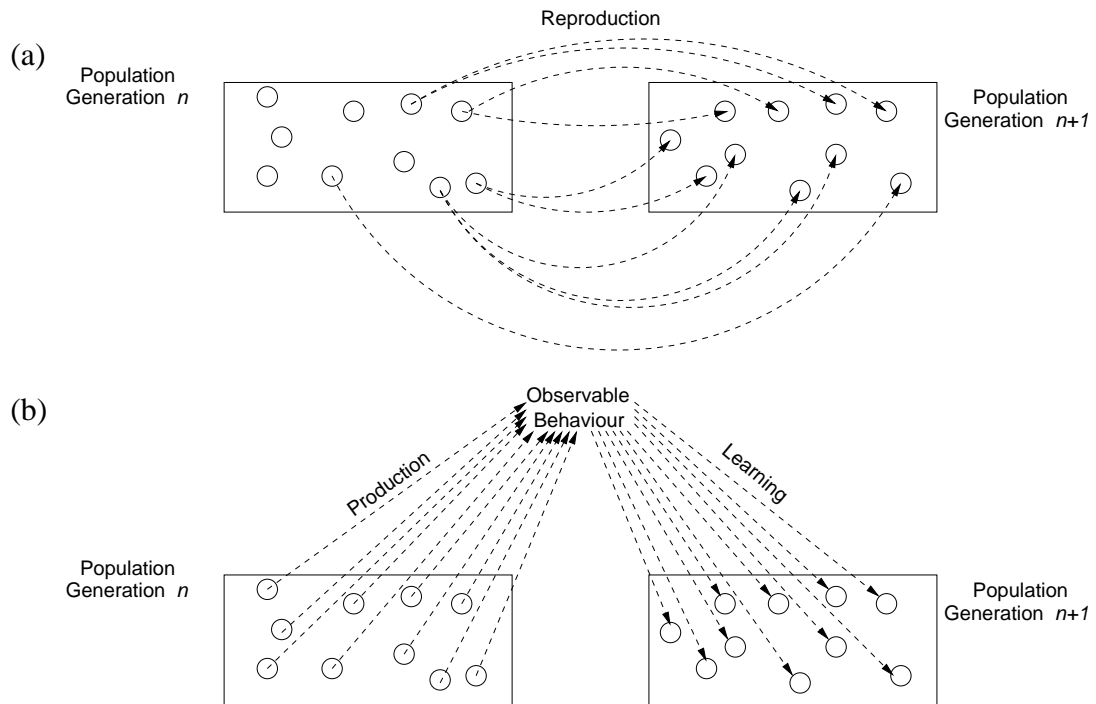 Reproduction
(a)
Population
Generation n
Population
Generation n+1
(b)
Observable
Behaviour
Production
Learning
Population
Generation n
Population
Generation n+1